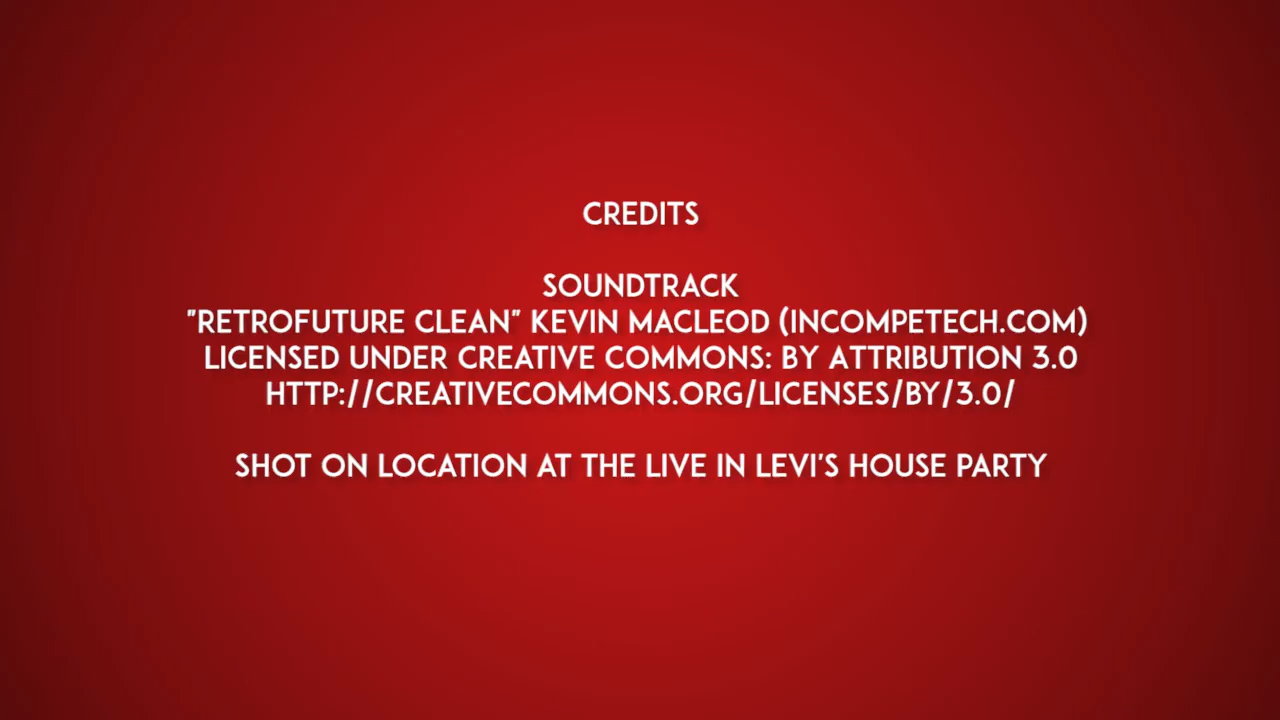 CREDITS
SOUNDTRACK
"RETROFUTURE CLEAN" KEVIN MACLEOD (INCOMPETECH.COM)
LICENSED UNDER CREATIVE COMMONS: BY ATTRIBUTION 3.0
HTTP://CREATIVECOMMONS.ORG/LICENSES/BY/3.0/
SHOT ON LOCATION AT THE LIVE IN LEVI'S HOUSE PARTY